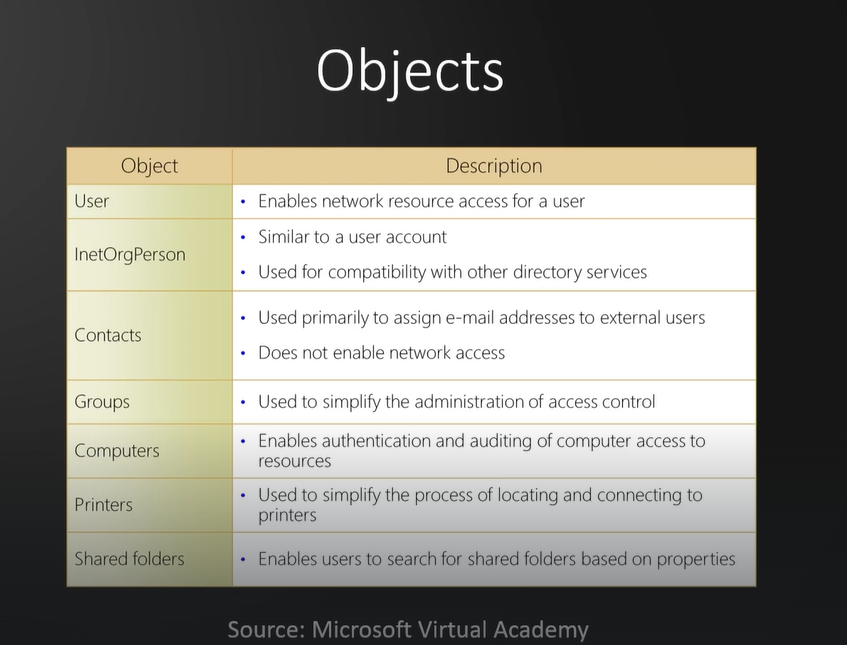 Objects
Object
Description
User
• Enables network resource access for a user
InetOrgPerson
• Similar to a user account
• Used for compatibility with other directory services
Contacts
• Used primarily to assign e-mail addresses to external users
• Does not enable network access
Groups
• Used to simplify the administration of access control
Computers
• Enables authentication and auditing of computer access to
resources
Printers
• Used to simplify the process of locating and connecting to
printers
Shared folders
• Enables users to search for shared folders based on properties
Source: Microsoft Virtual Academy